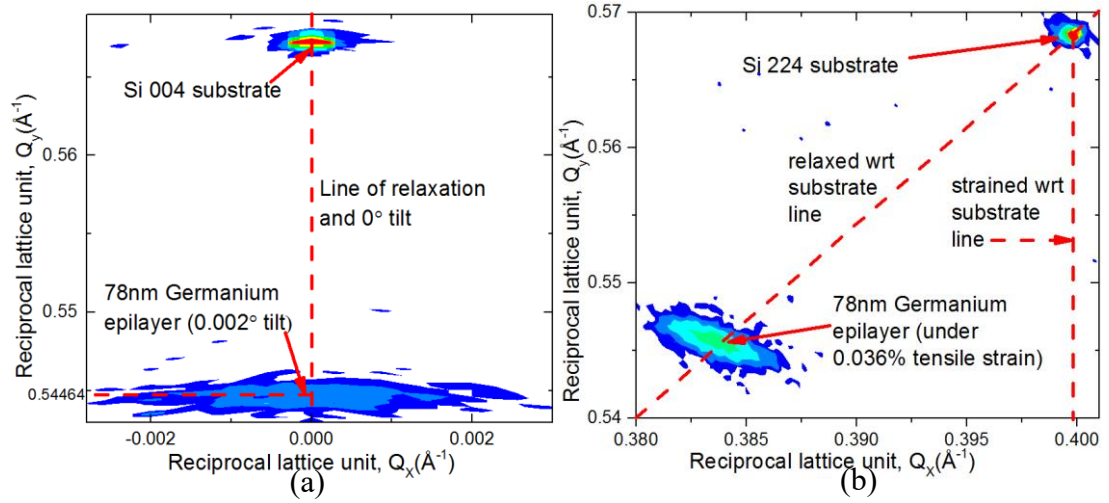 Reciprocal lattice unit, Qy(Å⁻¹)
0.56
0.55
0.54464
Si 004 substrate
Line of relaxation
and 0° tilt
78nm Germanium
epilayer (0.002° tilt)
-0.002
0.000
0.002
Reciprocal lattice unit, QX(Å⁻¹)
(a)
Reciprocal lattice unit, Qy(Å⁻¹)
0.57
0.56
0.55
0.54
Si 224 substrate
relaxed wrt
substrate
line
strained wrt
substrate
line
78nm Germanium
epilayer (under
0.036% tensile strain)
0.380
0.385
0.390
0.395
0.400
Reciprocal lattice unit, QX(Å⁻¹)
(b)